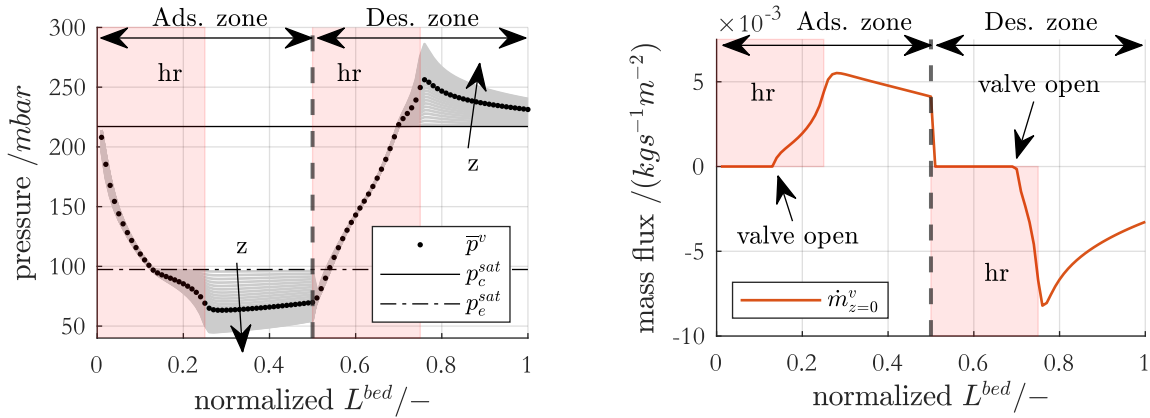 Ads. zone
Des. zone
hr
hr
z
z
300
250
200
150
100
50
pressure /mbar
0
0.2
0.4
0.6
0.8
1
normalized L^{bed}/−
p̅^v
p_c^{sat}
p_e^{sat}
×10^{-3}
Ads. zone
Des. zone
hr
valve open
valve open
hr
5
0
-5
-10
mass flux /(kgs^{−1}m^{−2})
ṁ^v_{z=0}
0
0.2
0.4
0.6
0.8
1
normalized L^{bed}/−